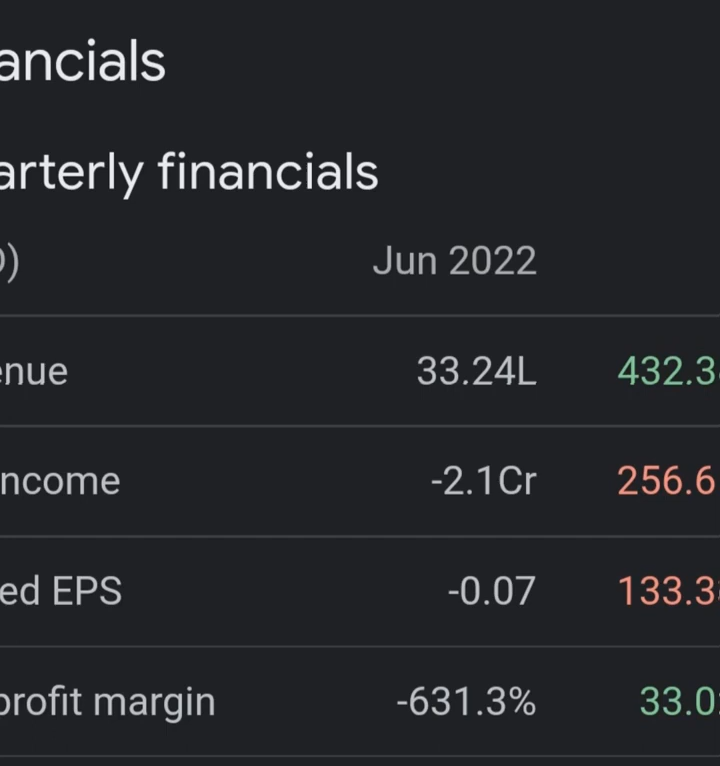 ancials
arterly financials
D) Jun 2022
enue 33.24L 432.3
ncome -2.1Cr 256.6
ed EPS -0.07 133.3
profit margin -631.3% 33.0